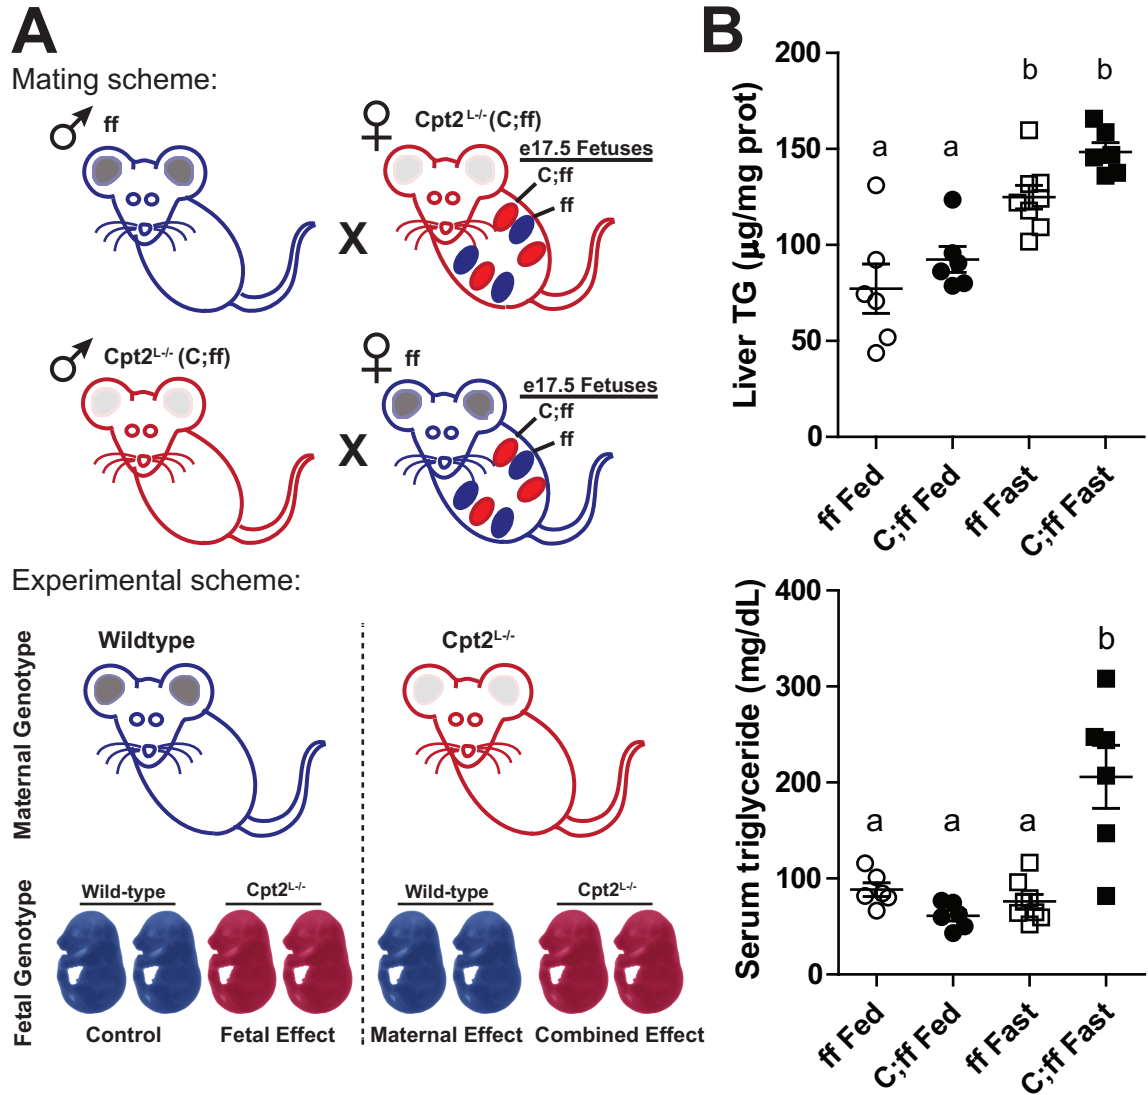 A
Mating scheme:
♂ ff
♀ Cpt2L-/- (C;ff)
e17.5 Fetuses
C;ff
ff
X
♂ Cpt2L-/- (C;ff)
♀ ff
e17.5 Fetuses
C;ff
ff
X
Experimental scheme:
Maternal Genotype
Wildtype
Cpt2L-/-
Fetal Genotype
Wild-type
Cpt2L-/-
Wild-type
Cpt2L-/-
Control
Fetal Effect
Maternal Effect
Combined Effect
B
Liver TG (μg/mg prot)
200
150
100
50
0
a
a
b
b
ff Fed
C;ff Fed
ff Fast
C;ff Fast
Serum triglyceride (mg/dL)
400
300
200
100
0
a
a
a
b
ff Fed
C;ff Fed
ff Fast
C;ff Fast